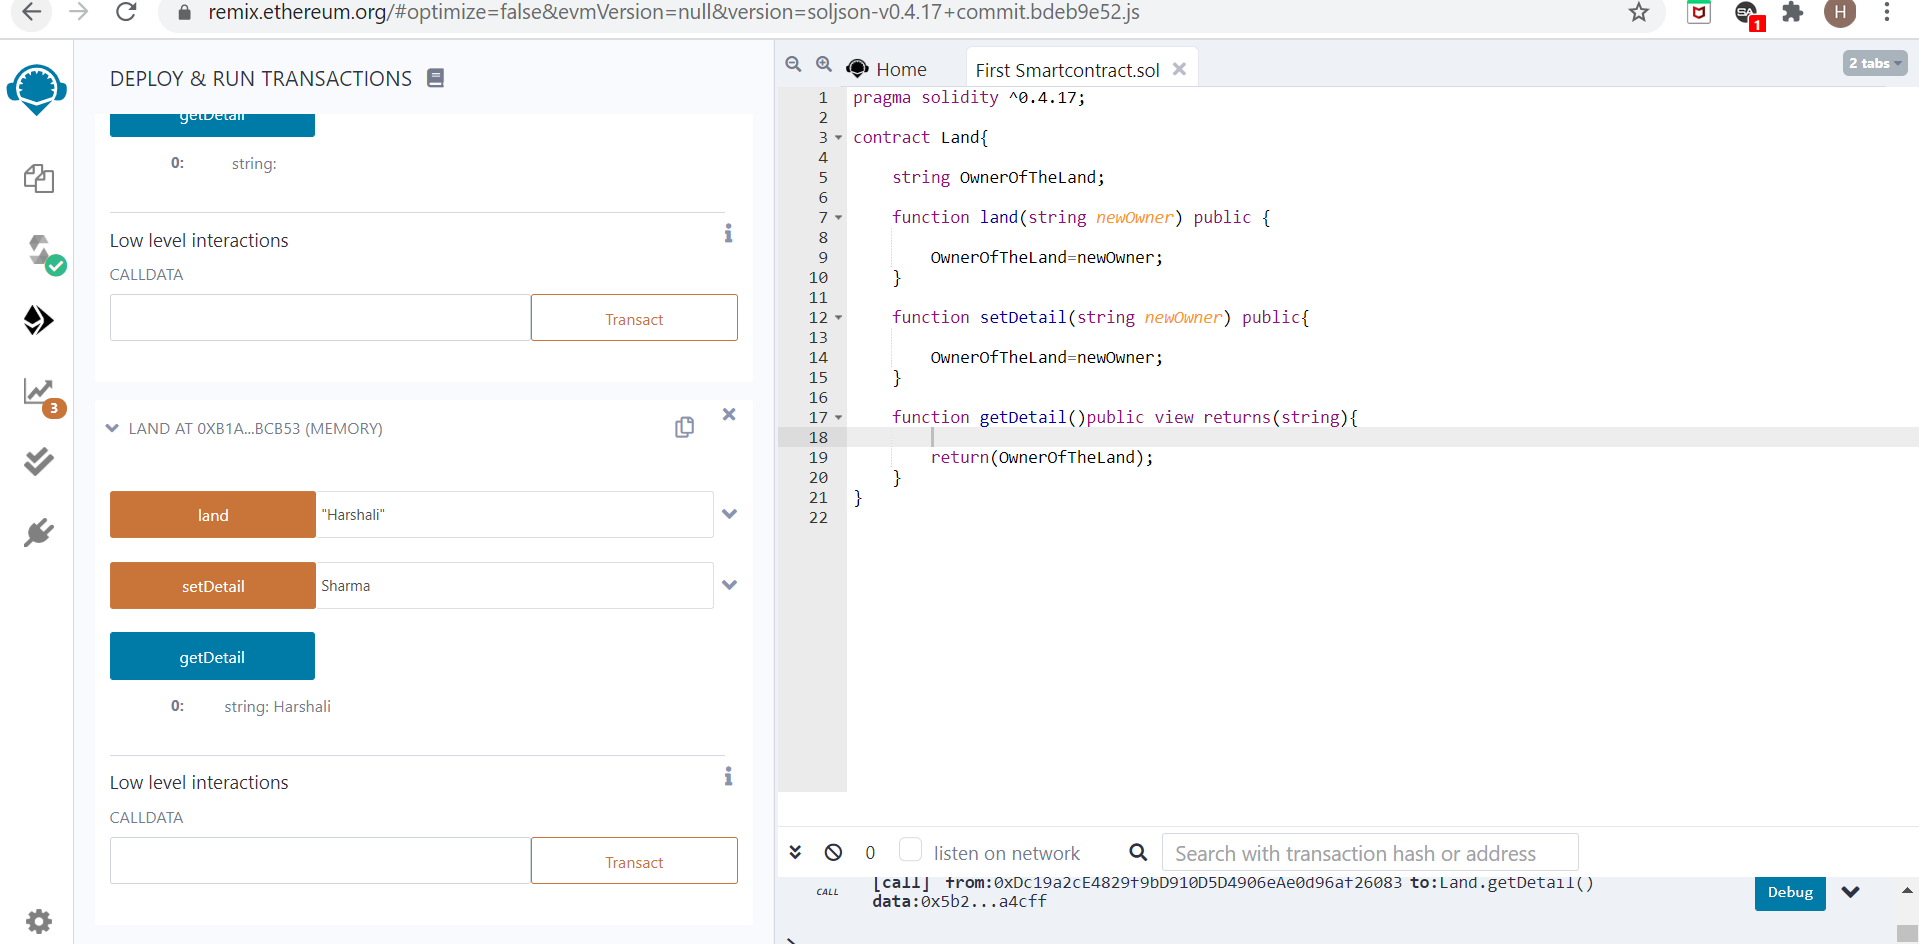 remix.ethereum.org/#optimize=false&evmVersion=null&version=soljson-v0.4.17+commit.bdeb9e52.js
SA
1
H
DEPLOY & RUN TRANSACTIONS
getDetail
0: string:
Low level interactions
i
CALLDATA
Transact
3
LAND AT 0XB1A...BCB53 (MEMORY)
land "Harshali"
setDetail Sharma
getDetail
0: string: Harshali
Low level interactions
i
CALLDATA
Transact
Home
First Smartcontract.sol
2 tabs
1 pragma solidity ^0.4.17;
2
3 contract Land{
4
5 string OwnerOfTheLand;
6
7 function land(string newOwner) public {
8
9 OwnerOfTheLand=newOwner;
10 }
11
12 function setDetail(string newOwner) public{
13
14 OwnerOfTheLand=newOwner;
15 }
16
17 function getDetail()public view returns(string){
18
19 return(OwnerOfTheLand);
20 }
21 }
22
0 listen on network Search with transaction hash or address
CALL [call] from:0xDc19a2cE4829f9bD910D5D4906eAe0d96af26083 to:Land.getDetail()
data:0x5b2...a4cff
Debug
>